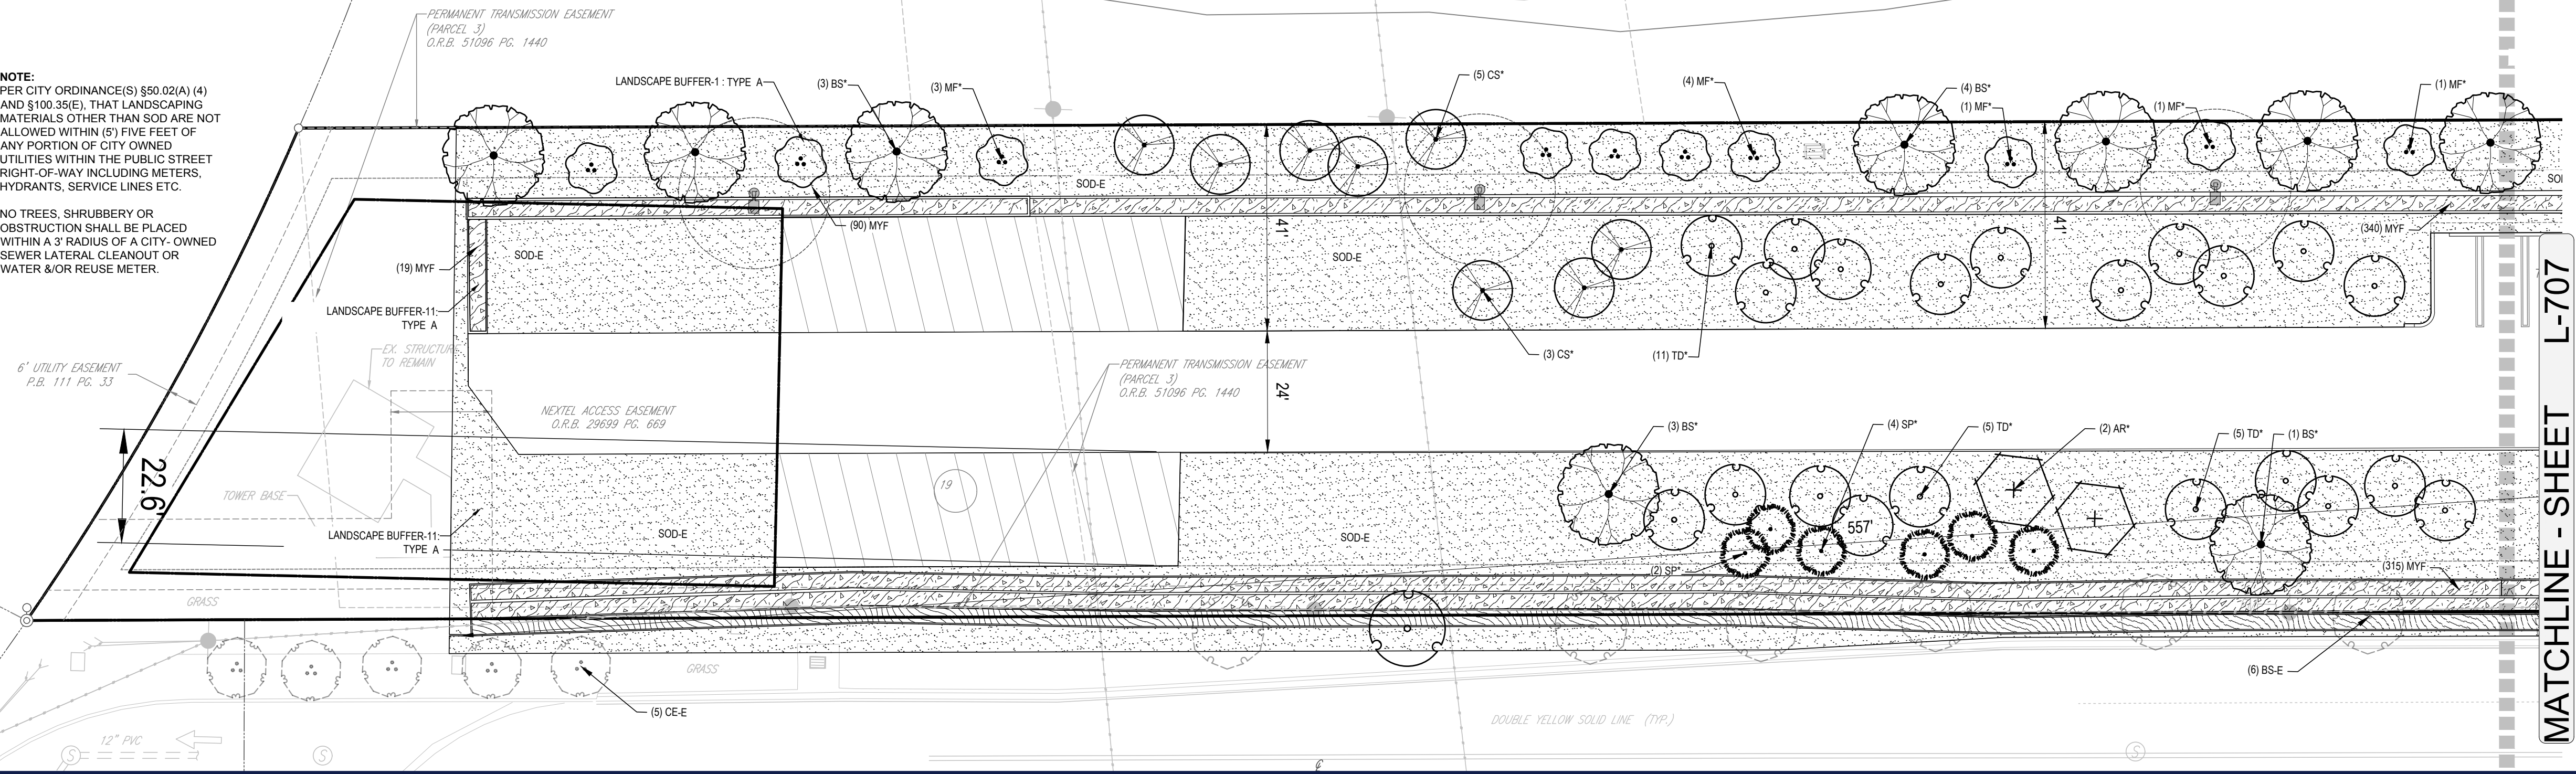 PERMANENT TRANSMISSION EASEMENT
(PARCEL 3)
O.R.B. 51096 PG. 1440
NOTE:
PER CITY ORDINANCE(S) §50.02(A) (4)
AND §100.35(E), THAT LANDSCAPING
MATERIALS OTHER THAN SOD ARE NOT
ALLOWED WITHIN (5') FIVE FEET OF
ANY PORTION OF CITY OWNED
UTILITIES WITHIN THE PUBLIC STREET
RIGHT-OF-WAY INCLUDING METERS,
HYDRANTS, SERVICE LINES ETC.
NO TREES, SHRUBBERY OR
OBSTRUCTION SHALL BE PLACED
WITHIN A 3' RADIUS OF A CITY- OWNED
SEWER LATERAL CLEANOUT OR
WATER &/OR REUSE METER.
LANDSCAPE BUFFER-1 : TYPE A
(3) BS*
(3) MF*
(5) CS*
(4) MF*
(4) BS*
(1) MF*
(1) MF*
(1) MF*
SOD-E
SO
(90) MYF
(340) MYF
41'
41'
(19) MYF
SOD-E
SOD-E
LANDSCAPE BUFFER-11:
TYPE A
EX. STRUCTURE
TO REMAIN
6' UTILITY EASEMENT
P.B. 111 PG. 33
(3) CS*
(11) TD*
PERMANENT TRANSMISSION EASEMENT
(PARCEL 3)
O.R.B. 51096 PG. 1440
24'
NEXTEL ACCESS EASEMENT
O.R.B. 29699 PG. 669
(3) BS*
(4) SP*
(5) TD*
(2) AR*
(5) TD*
(1) BS*
22.6'
TOWER BASE
19
557'
LANDSCAPE BUFFER-11:
TYPE A
SOD-E
SOD-E
(2) SP*
(315) MYF
GRASS
GRASS
(6) BS-E
(5) CE-E
DOUBLE YELLOW SOLID LINE (TYP.)
12" PVC
S
S
S
MATCHLINE - SHEET L-707